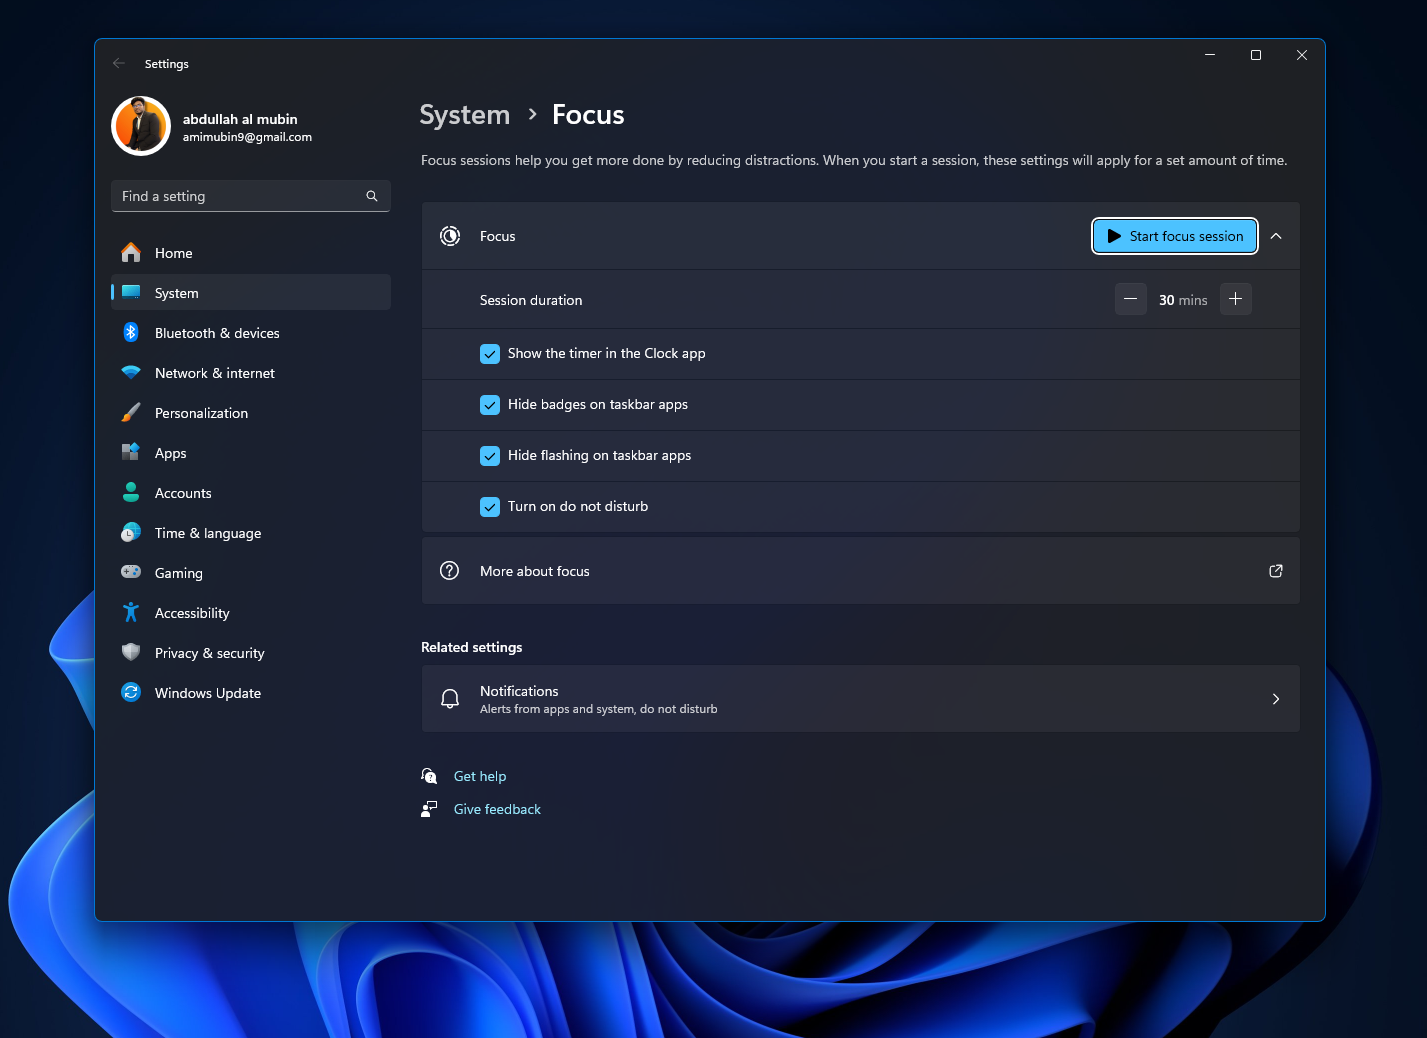 Settings
abdullah al mubin
amimubin9@gmail.com
Find a setting
Home
System
Bluetooth & devices
Network & internet
Personalization
Apps
Accounts
Time & language
Gaming
Accessibility
Privacy & security
Windows Update
System > Focus
Focus sessions help you get more done by reducing distractions. When you start a session, these settings will apply for a set amount of time.
Focus
Start focus session
Session duration
30 mins
Show the timer in the Clock app
Hide badges on taskbar apps
Hide flashing on taskbar apps
Turn on do not disturb
More about focus
Related settings
Notifications
Alerts from apps and system, do not disturb
Get help
Give feedback